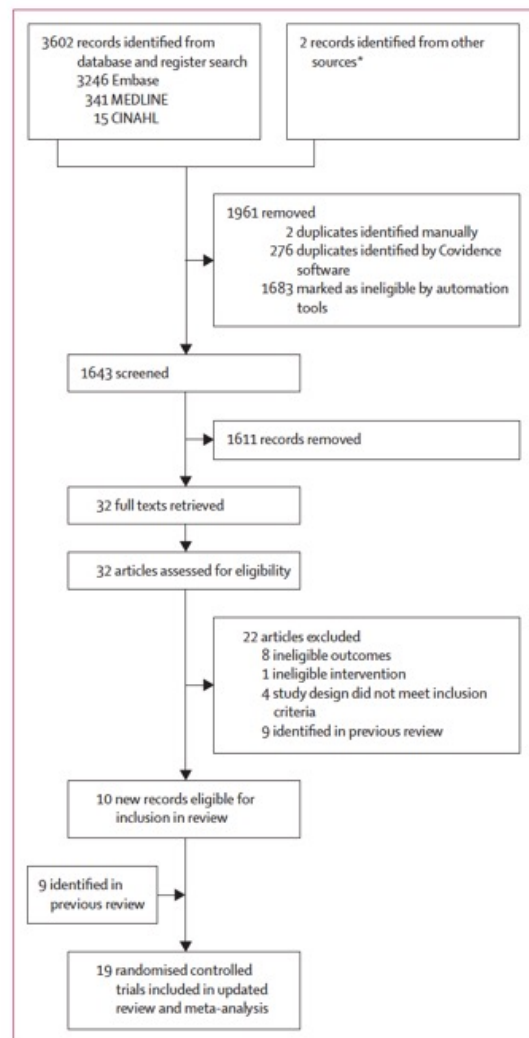 3602 records identified from
database and register search
3246 Embase
341 MEDLINE
15 CINAHL
2 records identified from other
sources*
1961 removed
2 duplicates identified manually
276 duplicates identified by Covidence
software
1683 marked as ineligible by automation
tools
1643 screened
1611 records removed
32 full texts retrieved
32 articles assessed for eligibility
22 articles excluded
8 ineligible outcomes
1 ineligible intervention
4 study design did not meet inclusion
criteria
9 identified in previous review
10 new records eligible for
inclusion in review
9 identified in
previous review
19 randomised controlled
trials included in updated
review and meta-analysis